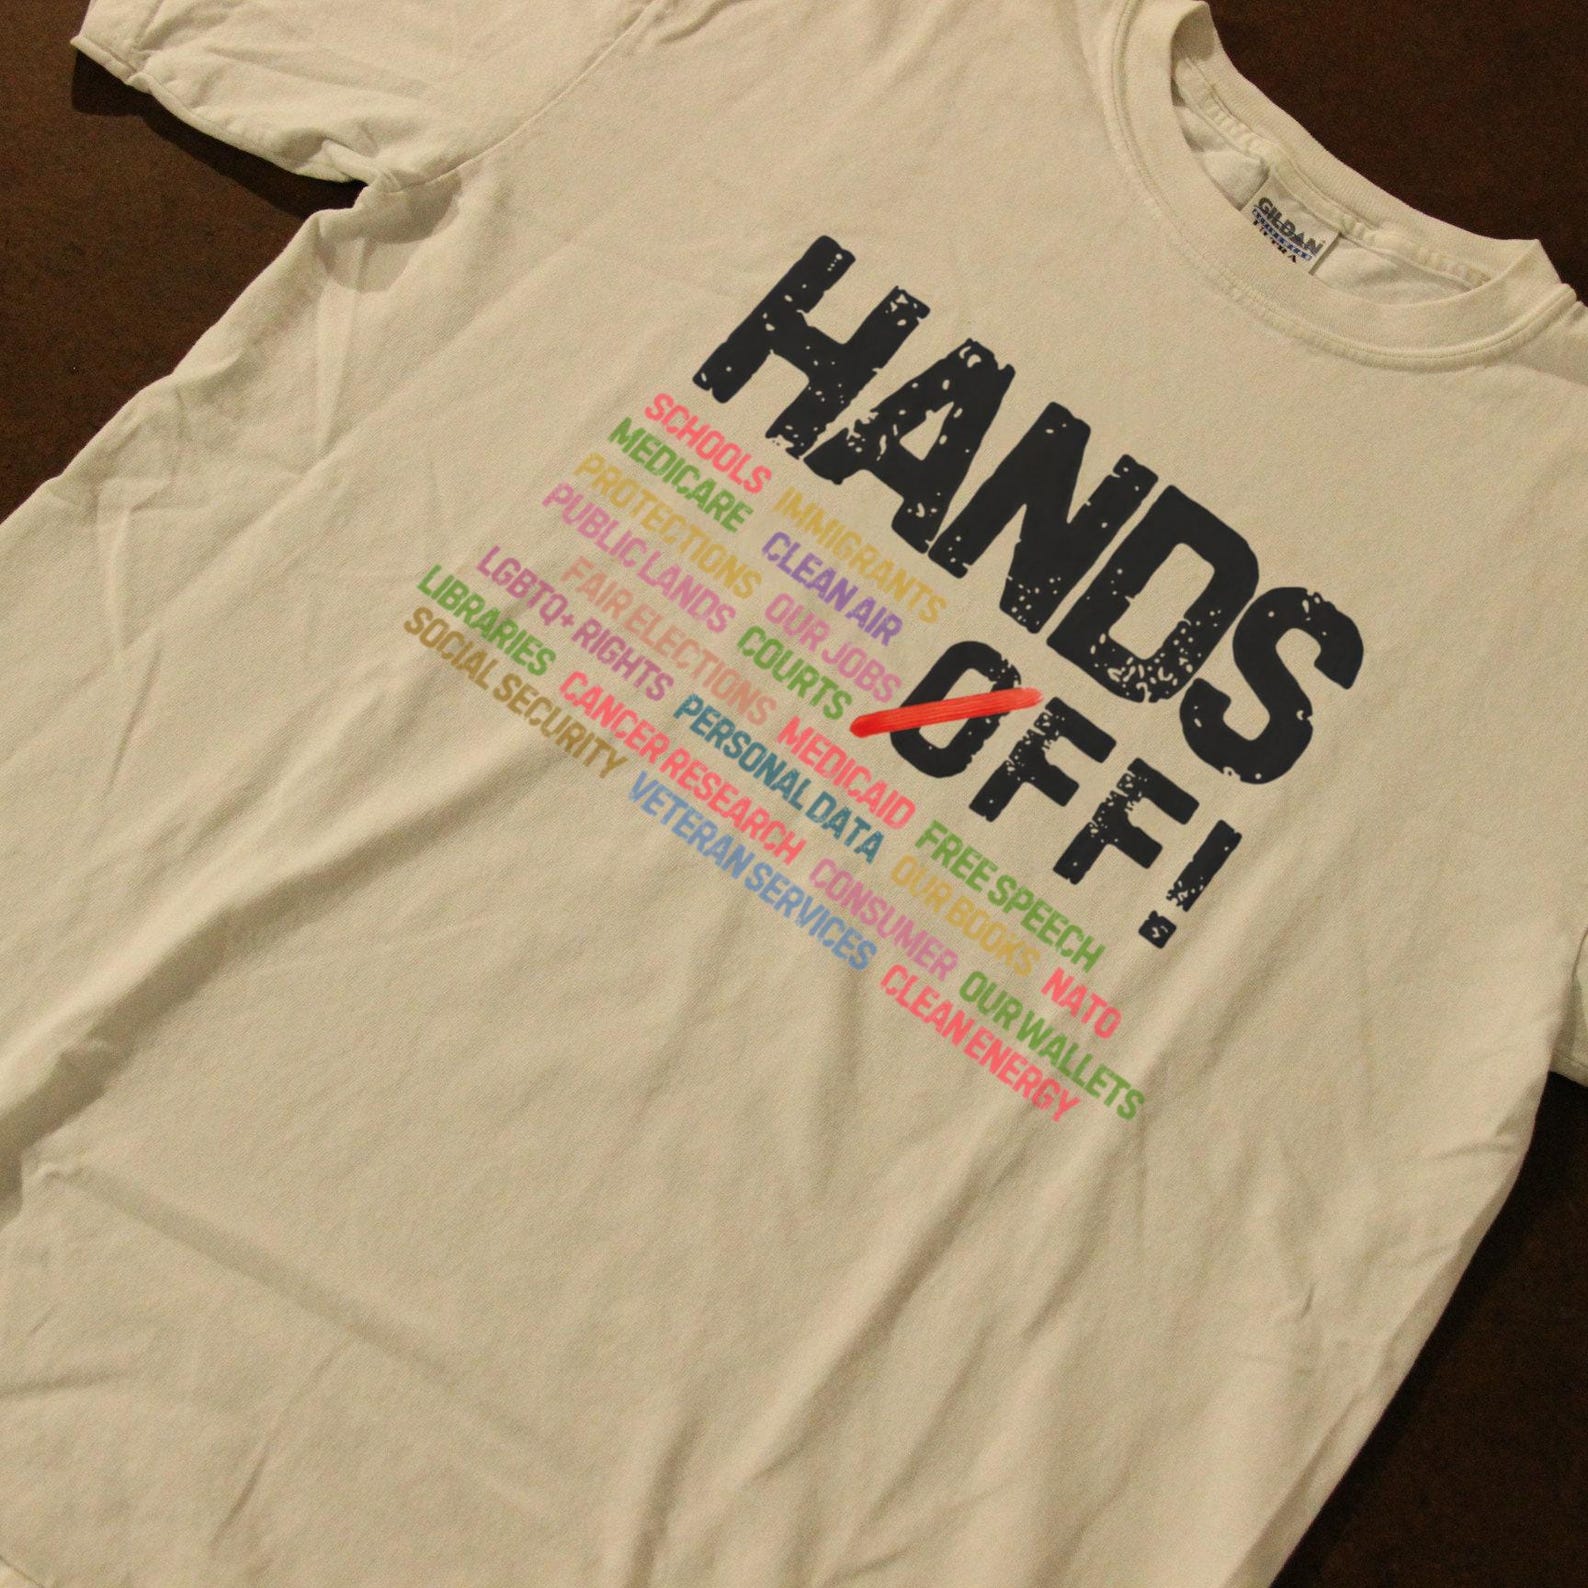 GILDAN
HANDS
OFF!
SCHOOLS IMMIGRANTS
MEDICARE CLEAN AIR
PROTECTIONS OUR JOBS
PUBLIC LANDS COURTS
FAIR ELECTIONS MEDICAID FREE SPEECH
LGBTQ+ RIGHTS PERSONAL DATA OUR BOOKS NATO
LIBRARIES CANCER RESEARCH CONSUMER OUR WALLETS
SOCIAL SECURITY VETERAN SERVICES CLEAN ENERGY